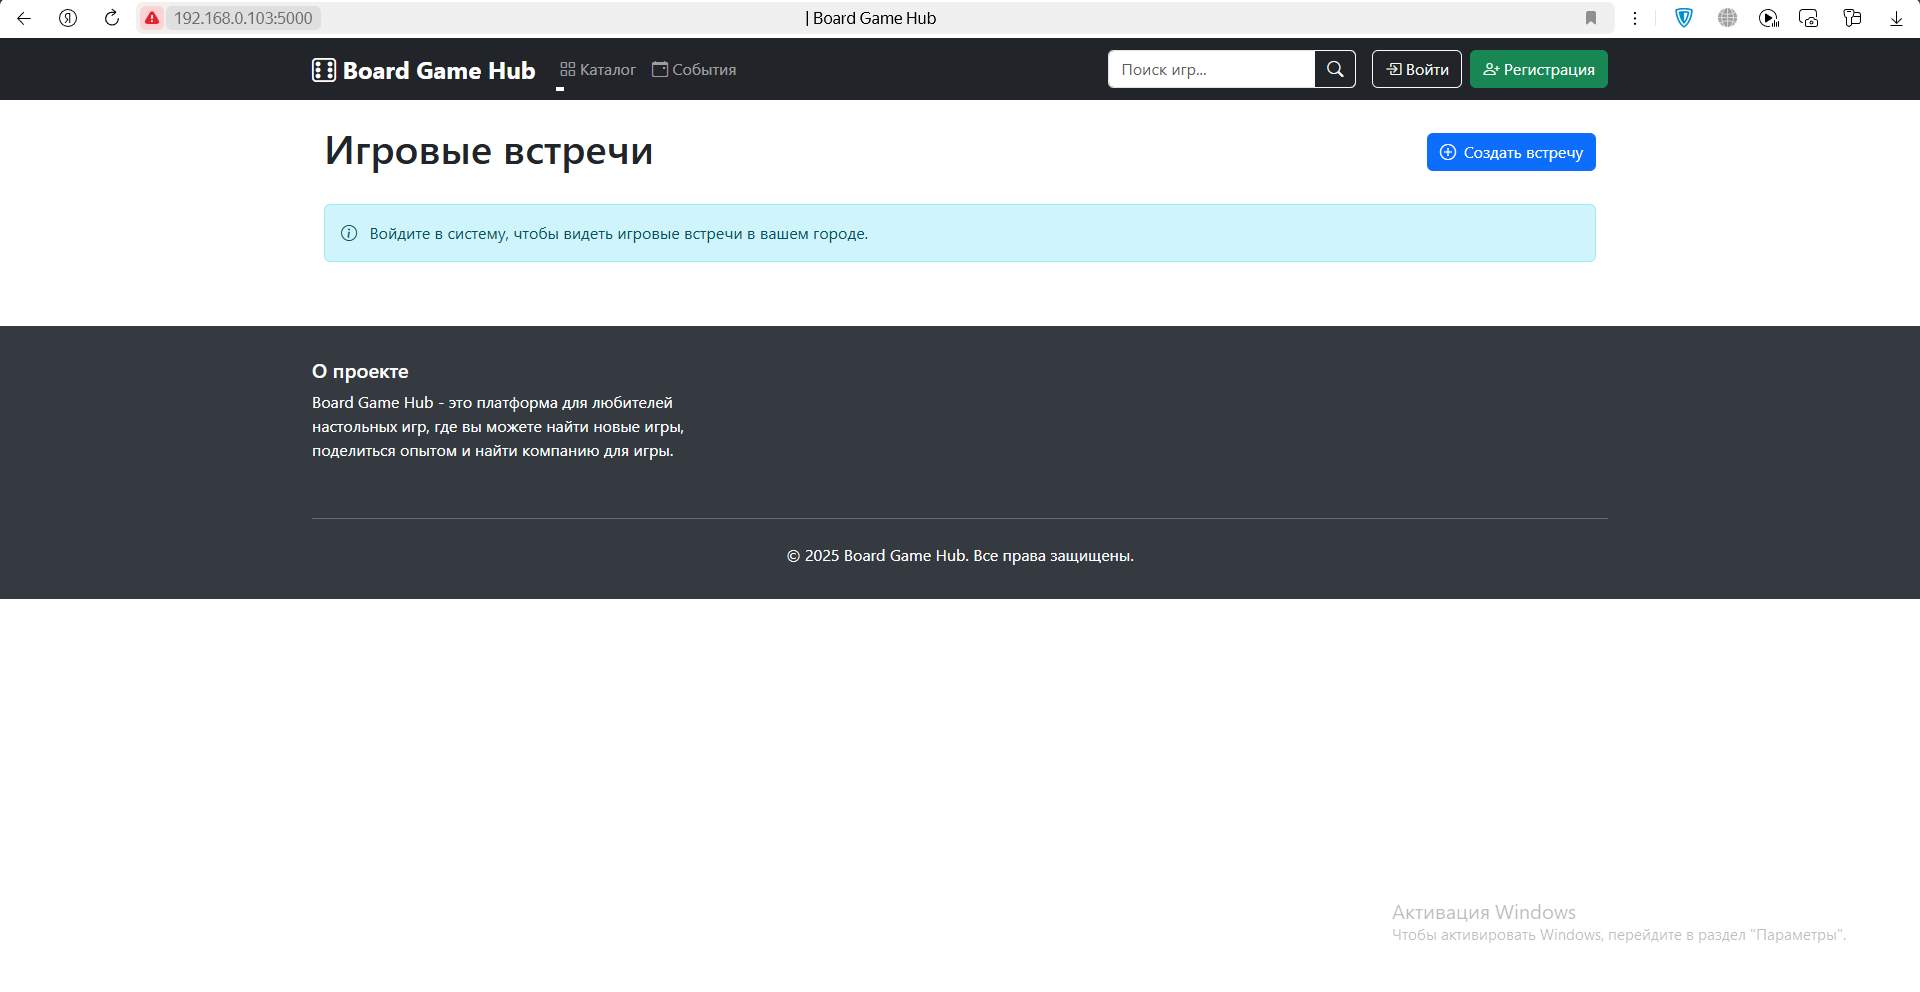 192.168.0.103:5000
| Board Game Hub
Board Game Hub
Каталог
События
Поиск игр...
Войти
Регистрация
Игровые встречи
Создать встречу
Войдите в систему, чтобы видеть игровые встречи в вашем городе.
О проекте
Board Game Hub - это платформа для любителей
настольных игр, где вы можете найти новые игры,
поделиться опытом и найти компанию для игры.
© 2025 Board Game Hub. Все права защищены.
Активация Windows
Чтобы активировать Windows, перейдите в раздел "Параметры".